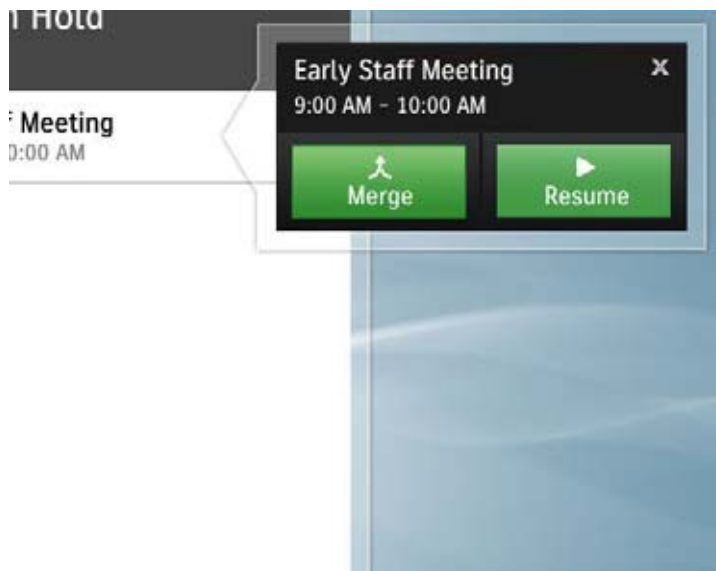 Hold
Meeting
0:00 AM
Early Staff Meeting
9:00 AM - 10:00 AM
Merge
Resume